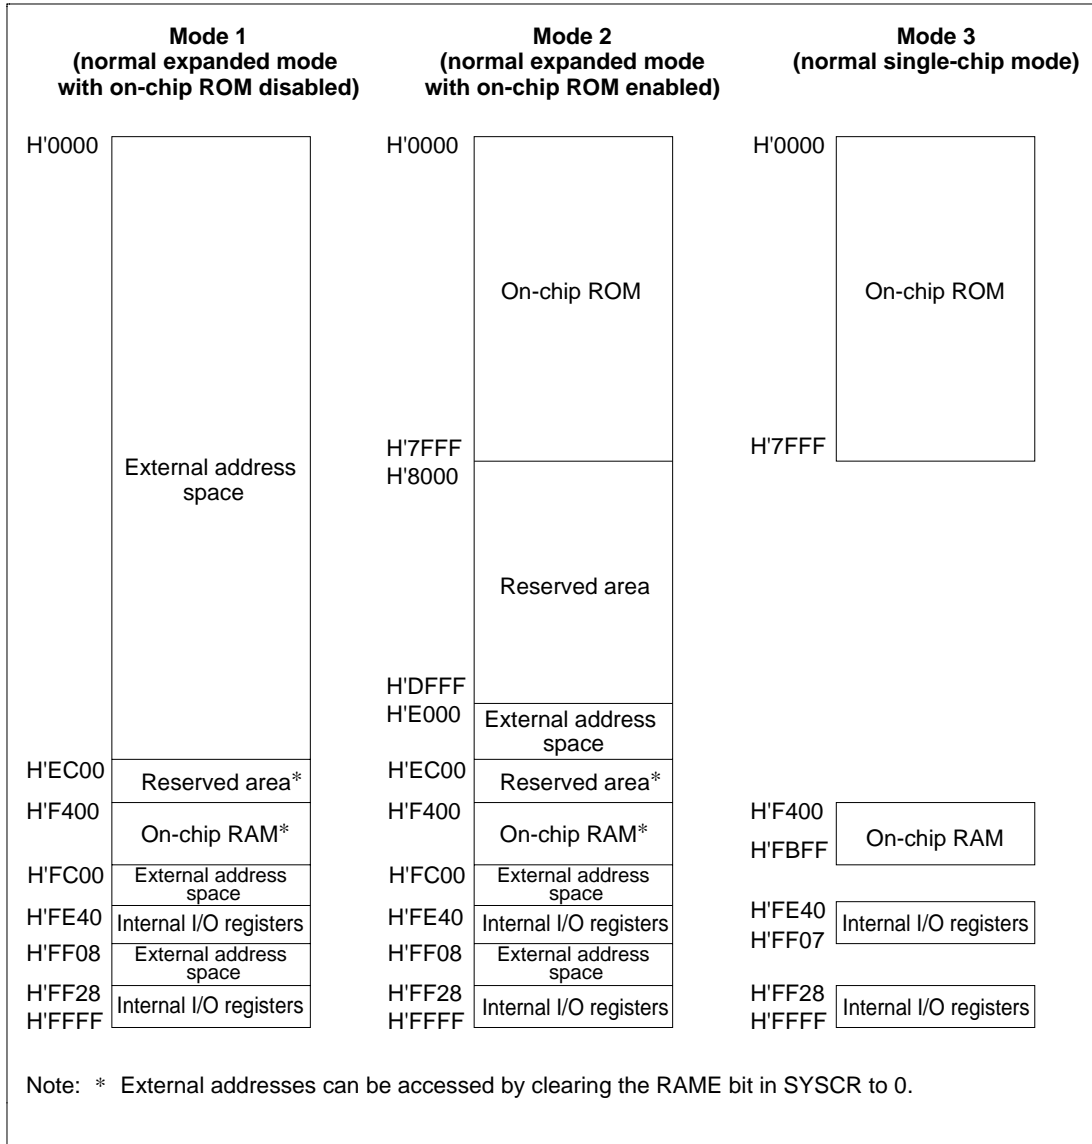 Mode 1
(normal expanded mode
with on-chip ROM disabled)
H'0000
External address
space
H'EC00
Reserved area*
H'F400
On-chip RAM*
H'FC00
External address
space
H'FE40
Internal I/O registers
H'FF08
External address
space
H'FF28
Internal I/O registers
H'FFFF
Mode 2
(normal expanded mode
with on-chip ROM enabled)
H'0000
On-chip ROM
H'7FFF
H'8000
Reserved area
H'DFFF
H'E000
External address
space
H'EC00
Reserved area*
H'F400
On-chip RAM*
H'FC00
External address
space
H'FE40
Internal I/O registers
H'FF08
External address
space
H'FF28
Internal I/O registers
H'FFFF
Mode 3
(normal single-chip mode)
H'0000
On-chip ROM
H'7FFF
H'F400
On-chip RAM
H'FBFF
H'FE40
Internal I/O registers
H'FF07
H'FF28
Internal I/O registers
H'FFFF
Note: * External addresses can be accessed by clearing the RAME bit in SYSCR to 0.